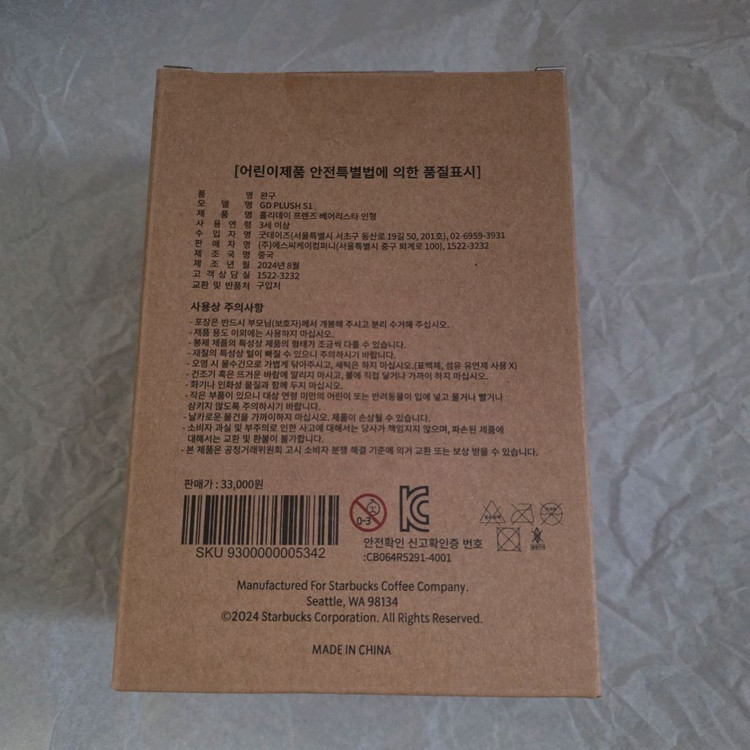 [어린이제품 안전특별법에 의한 품질표시]
품 명 완구
모 델 명 GD PLUSH S1
제 품 명 홀리데이 프렌즈 베어리스타 인형
사 용 연 령 3세 이상
수 입 자 명 굿테이즈(서울특별시 서초구 동산로 19길 50, 201호), 02-6959-3931
판 매 자 명 (주)에스씨케이컴퍼니(서울특별시 중구 퇴계로 100), 1522-3232
제 조 국 명 중국
제 조 년 월 2024년 8월
고 객 상 담 실 1522-3232
교환 및 반품처 구입처
사용상 주의사항
- 포장은 반드시 부모님(보호자)께서 개봉해 주시고 분리 수거해 주십시오.
- 제품 용도 이외에는 사용하지 마십시오.
- 봉제 제품의 특성상 제품의 형태가 조금씩 다를 수 있습니다.
- 재질의 특성상 털이 빠질 수 있으니 주의하시기 바랍니다.
- 오염 시 물수건으로 가볍게 닦아주시고, 세탁은 하지 마십시오.(표백제, 섬유 유연제 사용 X)
- 건조기 혹은 뜨거운 바람에 말리지 마시고, 불에 직접 닿거나 가까이 하지 마십시오.
- 화기나 인화성 물질과 함께 두지 마십시오.
- 작은 부품이 있으니 대상 연령 미만의 어린이 또는 반려동물이 입에 넣고 물거나 빨거나
삼키지 않도록 주의하시기 바랍니다.
- 날카로운 물건을 가까이하지 마십시오. 제품이 손상될 수 있습니다.
- 소비자 과실 및 부주의로 인한 사고에 대해서는 당사가 책임지지 않으며, 파손된 제품에
대해서는 교환 및 환불이 불가합니다.
- 본 제품은 공정거래위원회 고시 소비자 분쟁 해결 기준에 의거 교환 또는 보상 받을 수 있습니다.
판매가 : 33,000원
SKU 9300000005342
0-3
안전확인 신고확인증 번호
:CB064R5291-4001
Manufactured For Starbucks Coffee Company.
Seattle, WA 98134
©2024 Starbucks Corporation. All Rights Reserved.
MADE IN CHINA